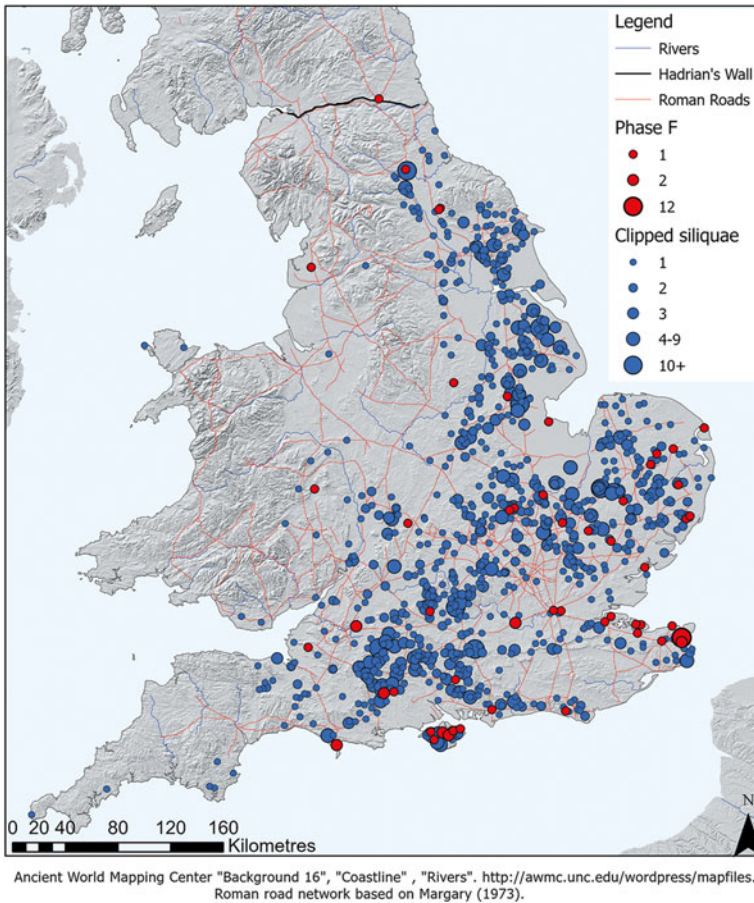 Legend
Rivers
Hadrian's Wall
Roman Roads
Phase F
1
2
12
Clipped siliquae
1
2
3
4-9
10+
N
0 20 40 80 120 160
Kilometres
Ancient World Mapping Center "Background 16", "Coastline" , "Rivers". http://awmc.unc.edu/wordpress/mapfiles.
Roman road network based on Margary (1973).